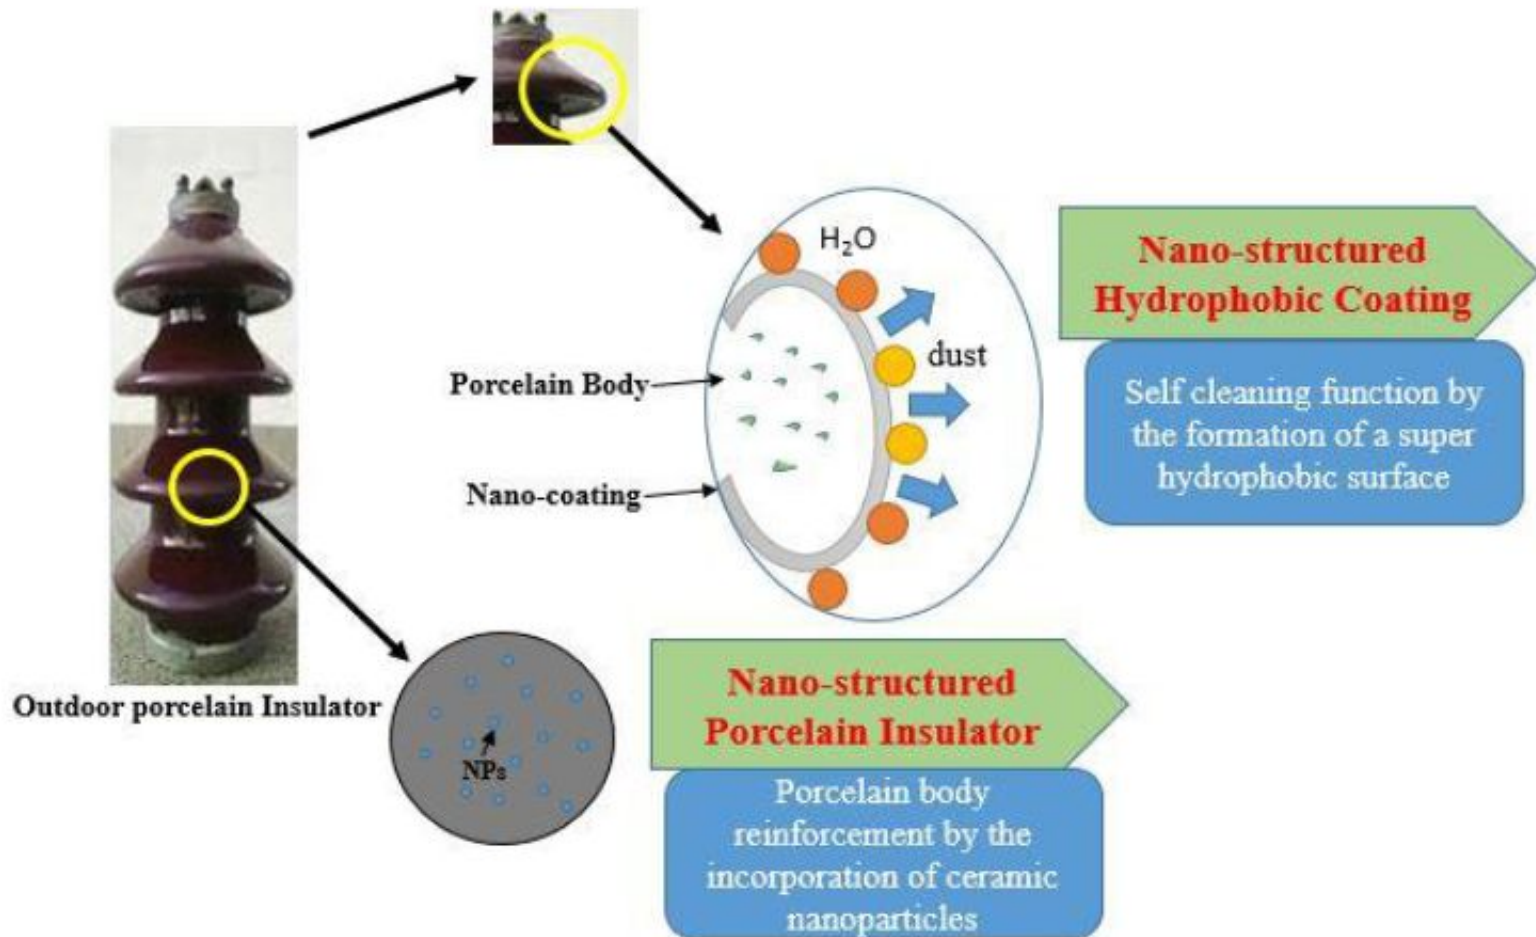 H₂O
dust
Porcelain Body
Nano-coating
Nano-structured
Hydrophobic Coating
Self cleaning function by
the formation of a super
hydrophobic surface
Outdoor porcelain Insulator
NPs
Nano-structured
Porcelain Insulator
Porcelain body
reinforcement by the
incorporation of ceramic
nanoparticles